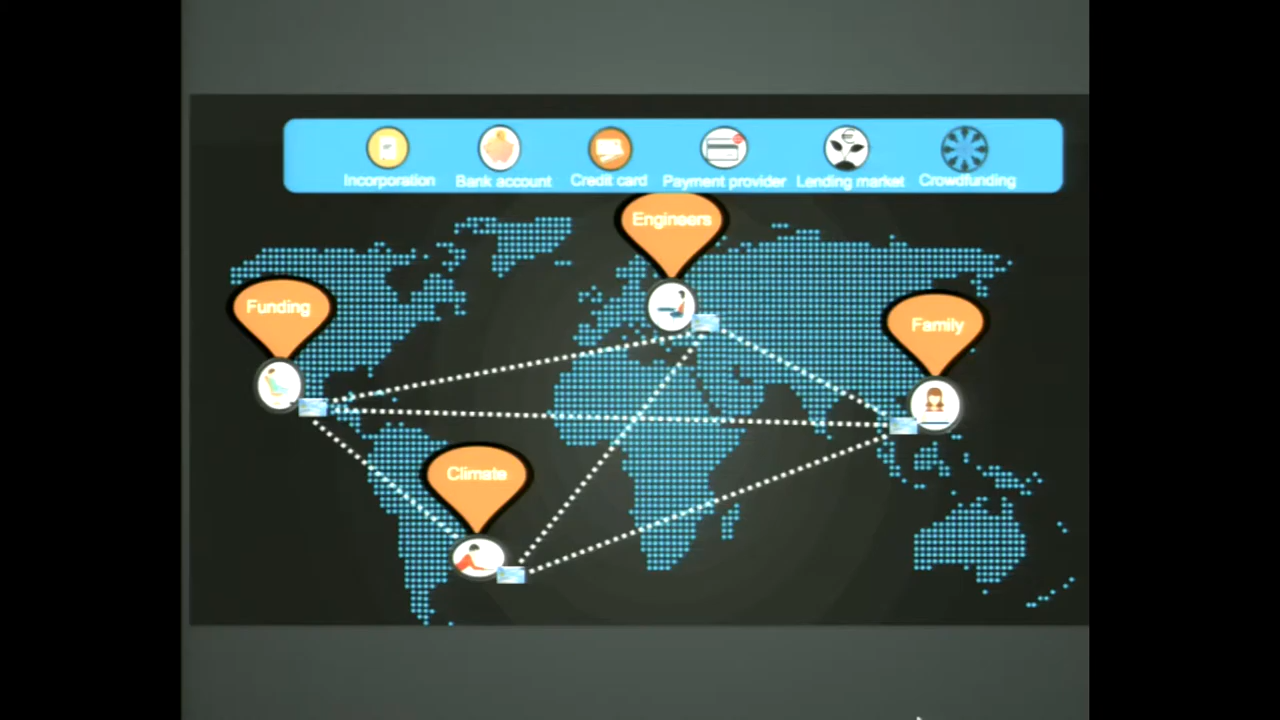 Incorporation Bank account Credit card Payment provider Lending market Crowdfunding
Engineers
Funding
Family
Climate